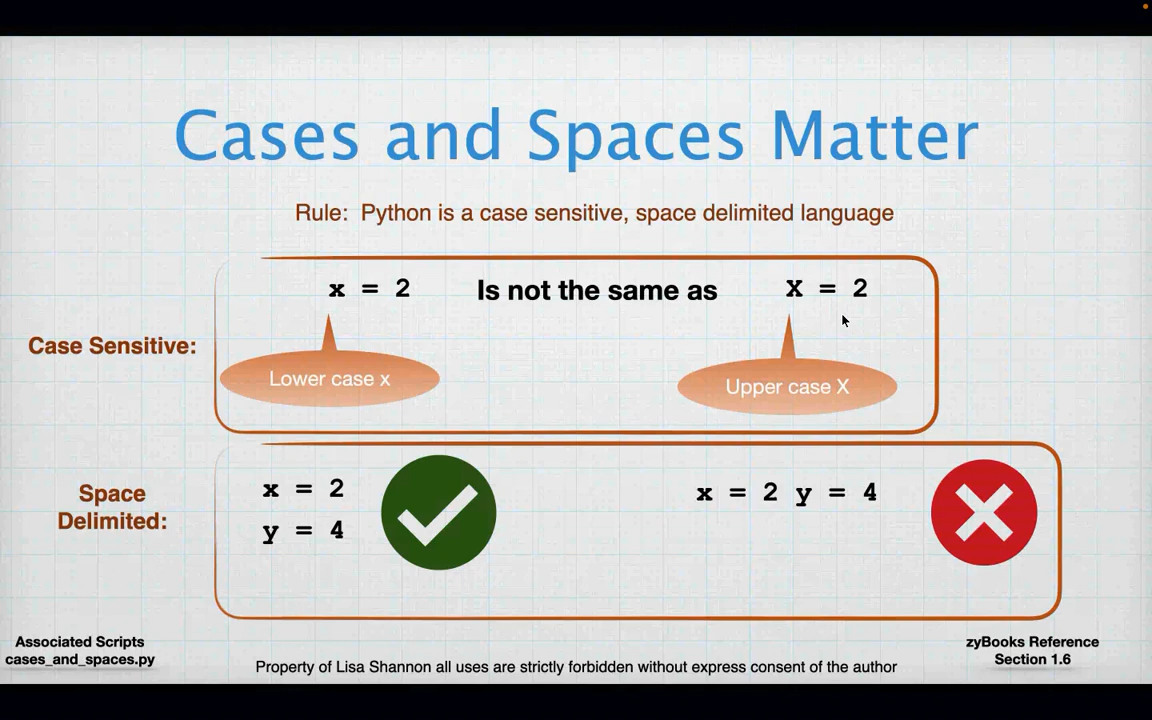 Cases and Spaces Matter
Rule: Python is a case sensitive, space delimited language
x = 2 Is not the same as X = 2
Case Sensitive:
Lower case x
Upper case X
Space
Delimited:
x = 2
y = 4
x = 2 y = 4
Associated Scripts
cases_and_spaces.py
Property of Lisa Shannon all uses are strictly forbidden without express consent of the author
zyBooks Reference
Section 1.6